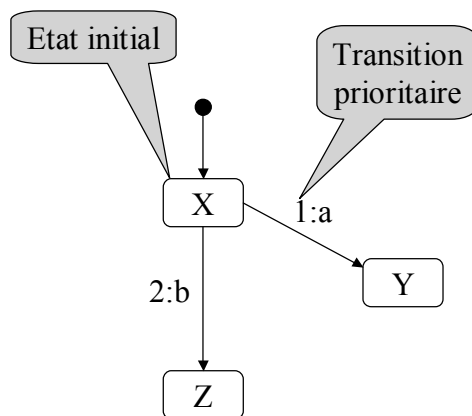 Etat initial
Transition
prioritaire
X
1:a
Y
2:b
Z